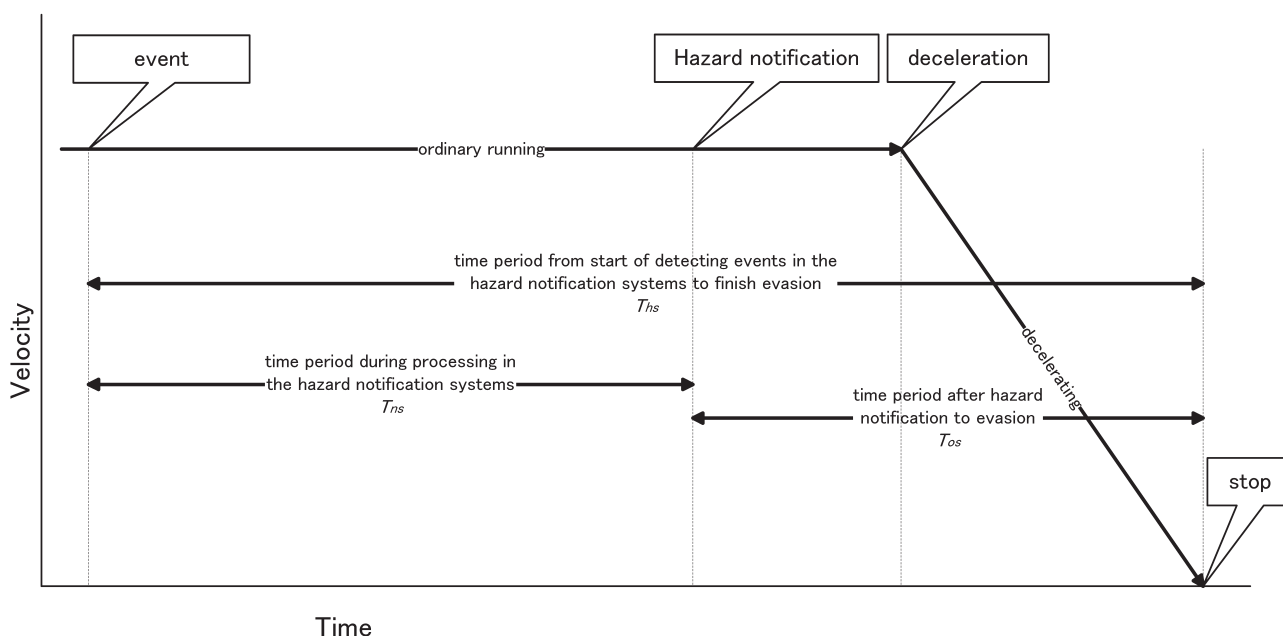 event
Hazard notification
deceleration
ordinary running
time period from start of detecting events in the
hazard notification systems to finish evasion
Ths
time period during processing in
the hazard notification systems
Tns
time period after hazard
notification to evasion
Tos
decelerating
stop
Velocity
Time